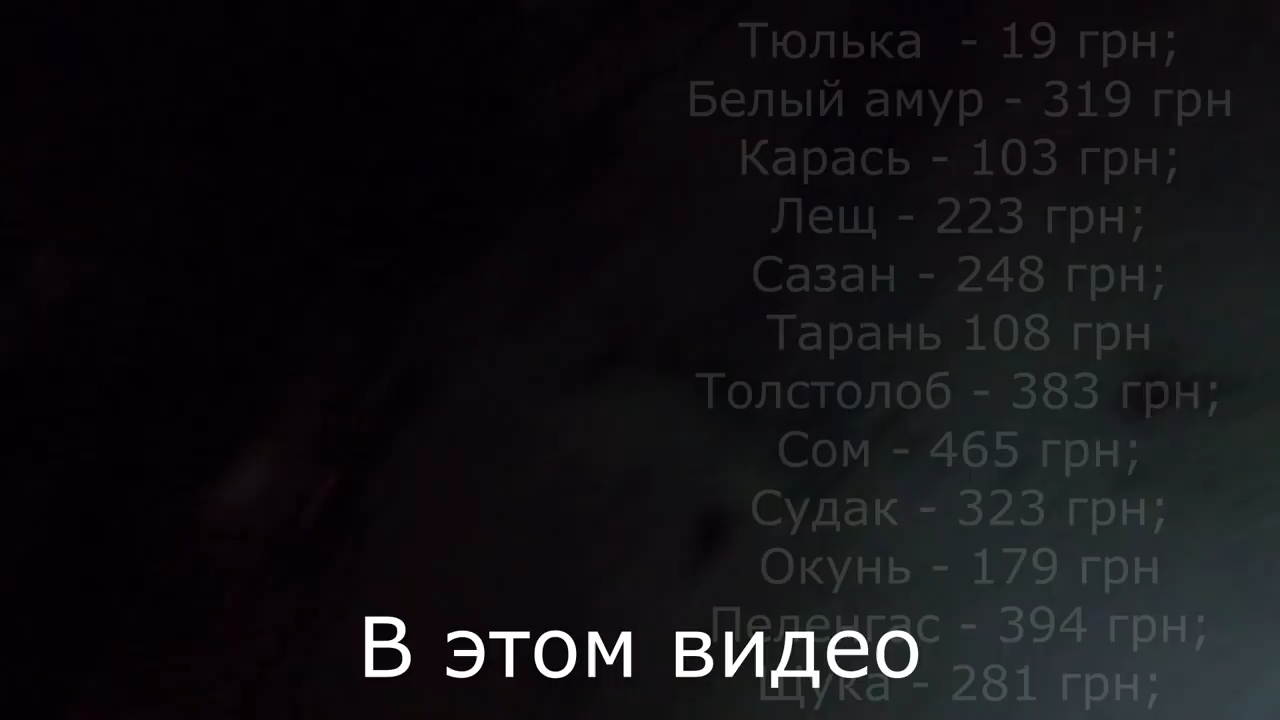 Тюлька - 19 грн;
Белый амур - 319 грн
Карась - 103 грн;
Лещ - 223 грн;
Сазан - 248 грн;
Тарань 108 грн
Толстолоб - 383 грн;
Сом - 465 грн;
Судак - 323 грн;
Окунь - 179 грн
Пеленгас - 394 грн;
В этом видео
Щука - 281 грн;